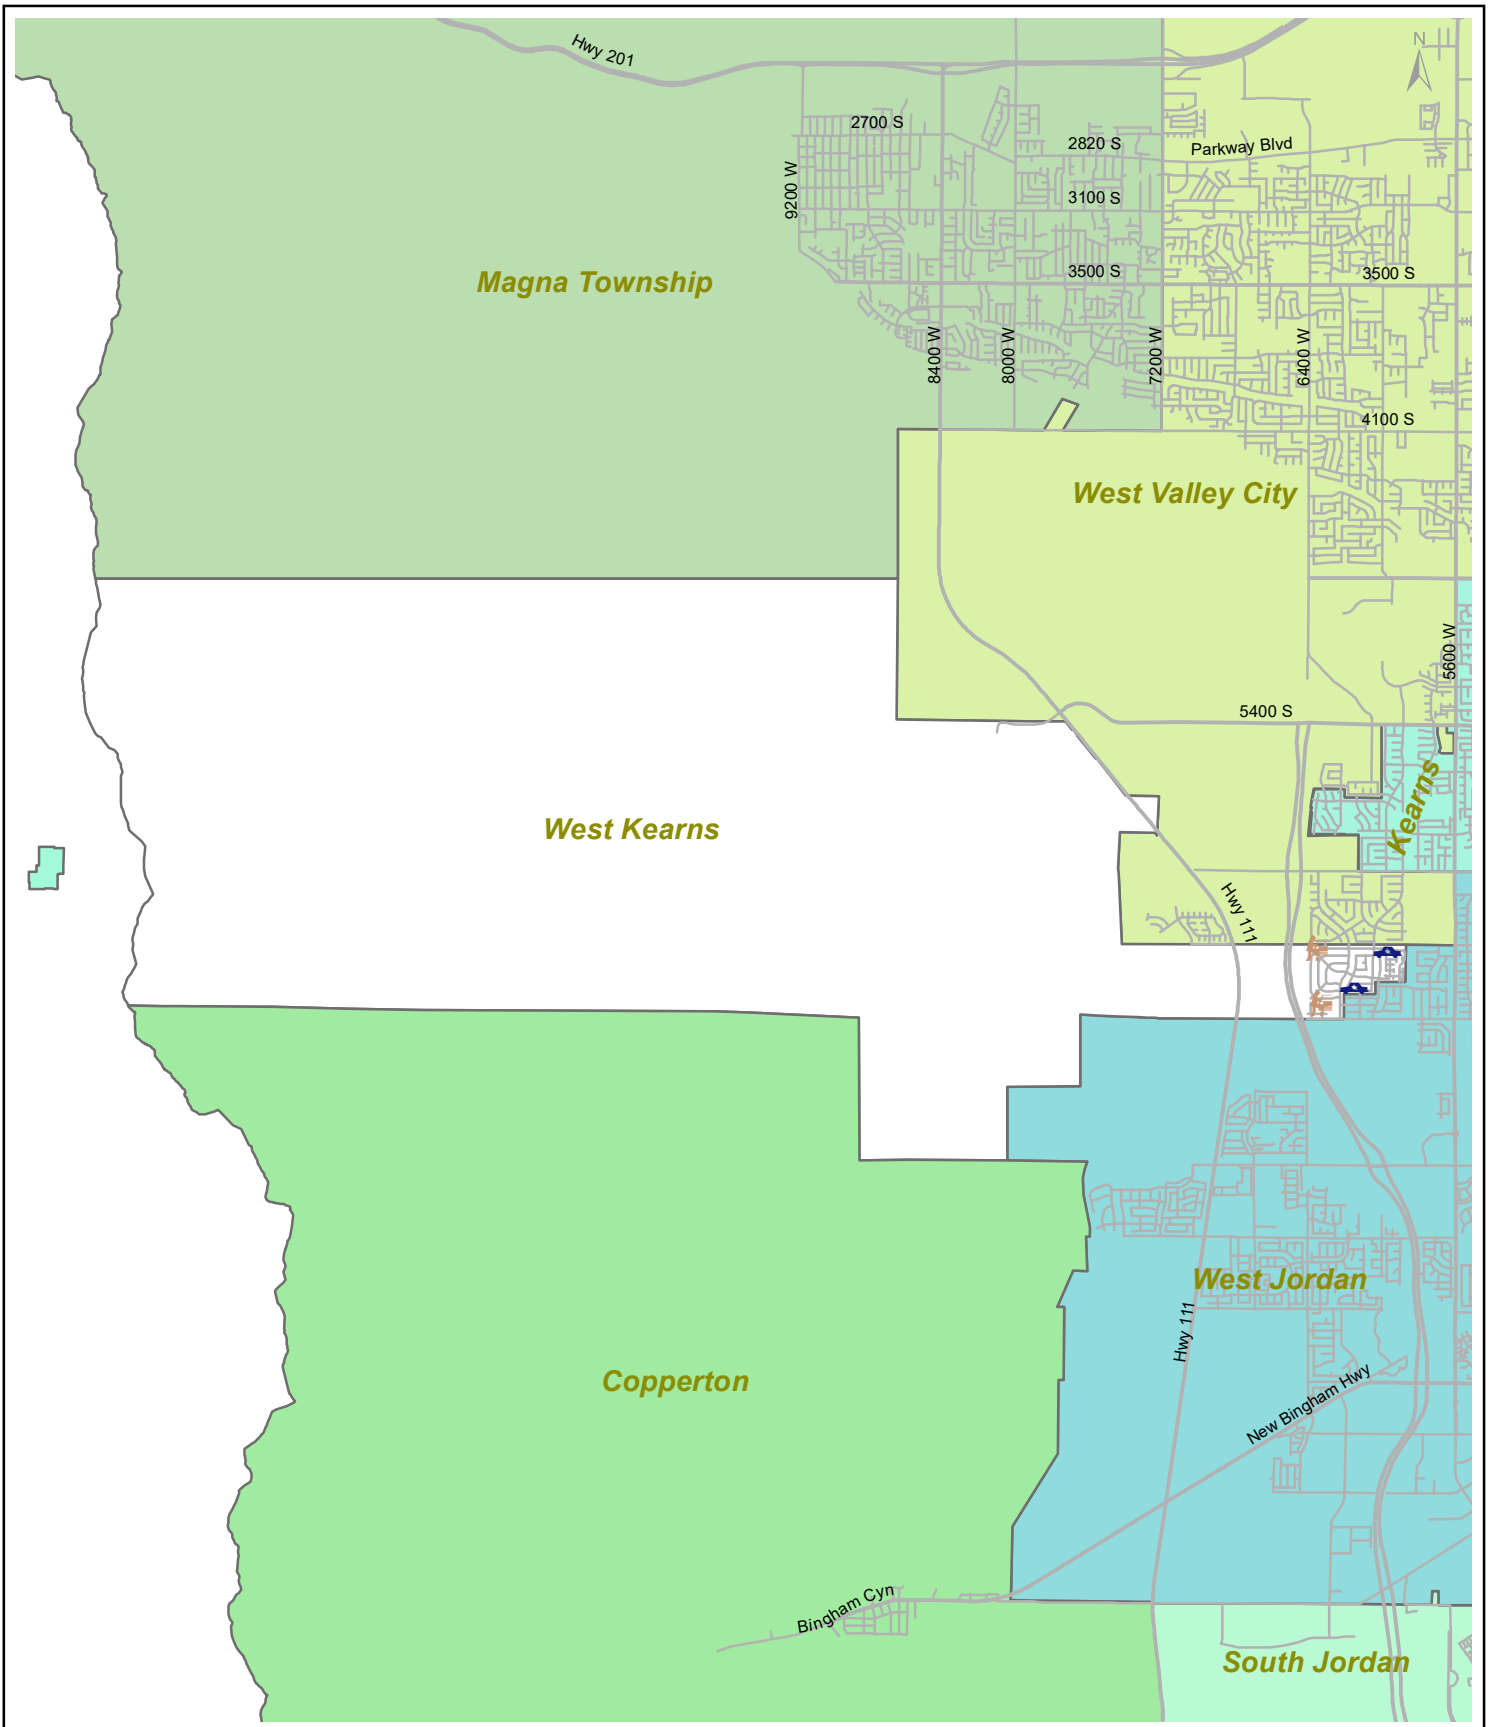 Hwy 201
N
2700 S
2820 S
Parkway Blvd
9200 W
3100 S
Magna Township
3500 S
3500 S
8400 W
8000 W
7200 W
6400 W
4100 S
West Valley City
5600 W
5400 S
West Kearns
Kearns
Hwy 111
West Jordan
Hwy 111
Copperton
New Bingham Hwy
Bingham Cyn
South Jordan